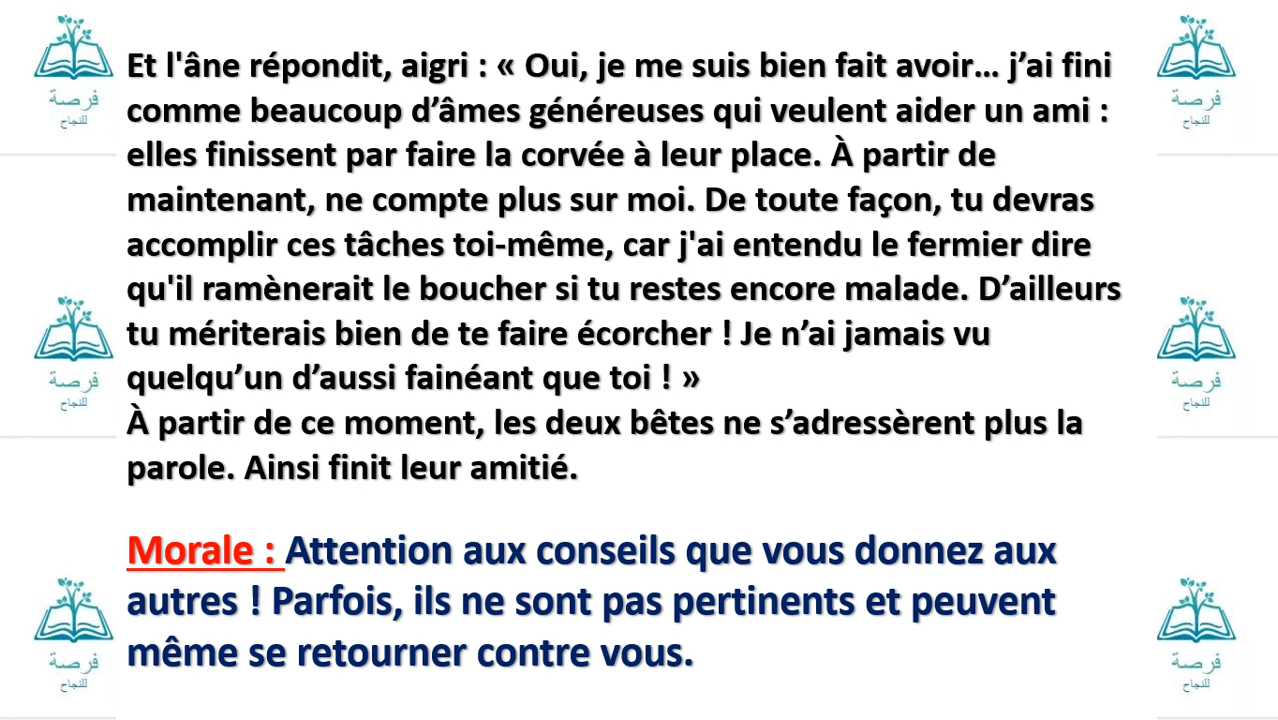 Et l'âne répondit, aigri : « Oui, je me suis bien fait avoir… j’ai fini
comme beaucoup d’âmes généreuses qui veulent aider un ami :
elles finissent par faire la corvée à leur place. À partir de
maintenant, ne compte plus sur moi. De toute façon, tu devras
accomplir ces tâches toi-même, car j'ai entendu le fermier dire
qu'il ramènerait le boucher si tu restes encore malade. D’ailleurs
tu mériterais bien de te faire écorcher ! Je n’ai jamais vu
quelqu’un d’aussi fainéant que toi ! »
À partir de ce moment, les deux bêtes ne s’adressèrent plus la
parole. Ainsi finit leur amitié.
Morale : Attention aux conseils que vous donnez aux
autres ! Parfois, ils ne sont pas pertinents et peuvent
même se retourner contre vous.
فرصة
للنجاح
فرصة
للنجاح
فرصة
للنجاح
فرصة
للنجاح
فرصة
للنجاح
فرصة
للنجاح